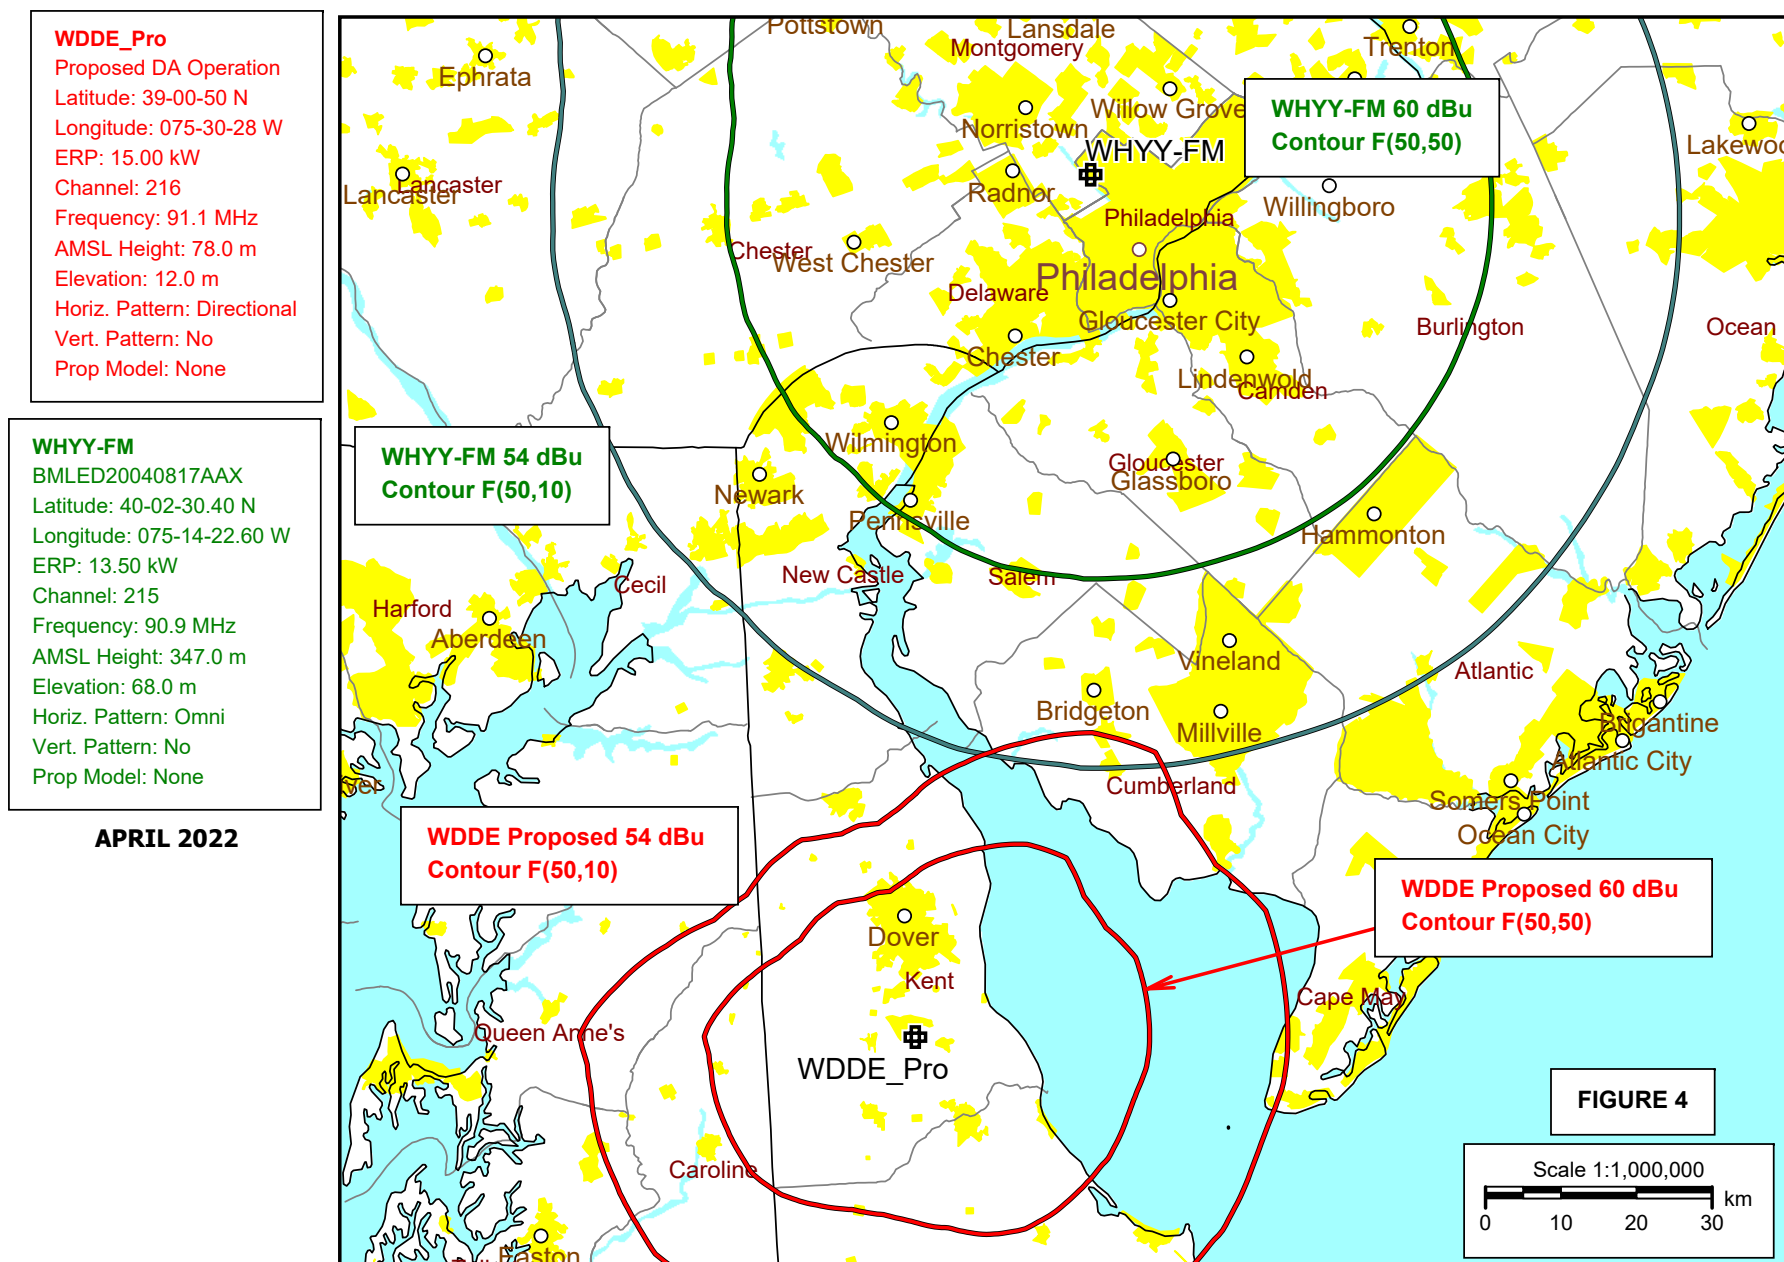 WDDE_Pro
Proposed DA Operation
Latitude: 39-00-50 N
Longitude: 075-30-28 W
ERP: 15.00 kW
Channel: 216
Frequency: 91.1 MHz
AMSL Height: 78.0 m
Elevation: 12.0 m
Horiz. Pattern: Directional
Vert. Pattern: No
Prop Model: None
WHYY-FM
BMLED20040817AAX
Latitude: 40-02-30.40 N
Longitude: 075-14-22.60 W
ERP: 13.50 kW
Channel: 215
Frequency: 90.9 MHz
AMSL Height: 347.0 m
Elevation: 68.0 m
Horiz. Pattern: Omni
Vert. Pattern: No
Prop Model: None
APRIL 2022
Pottstown
Lansdale
Montgomery
Trenton
Ephrata
Willow Grove
WHYY-FM 60 dBu
Contour F(50,50)
Norristown
WHYY-FM
Lakewoo
Lancaster
Lancaster
Radnor
Willingboro
Philadelphia
Chester
West Chester
Philadelphia
Delaware
Gloucester City
Burlington
Ocean
Chester
Lindenwold
Camden
WHYY-FM 54 dBu
Contour F(50,10)
Wilmington
Gloucester
Glassboro
Newark
Pennsville
Hammonton
New Castle
Salem
Cecil
Harford
Aberdeen
Vineland
Atlantic
Bridgeton
Millville
Brigantine
Atlantic City
ver
Cumberland
Somers Point
Ocean City
WDDE Proposed 54 dBu
Contour F(50,10)
WDDE Proposed 60 dBu
Contour F(50,50)
Dover
Kent
Cape May
Queen Anne's
WDDE_Pro
FIGURE 4
Caroline
Scale 1:1,000,000
km
0 10 20 30
Easton